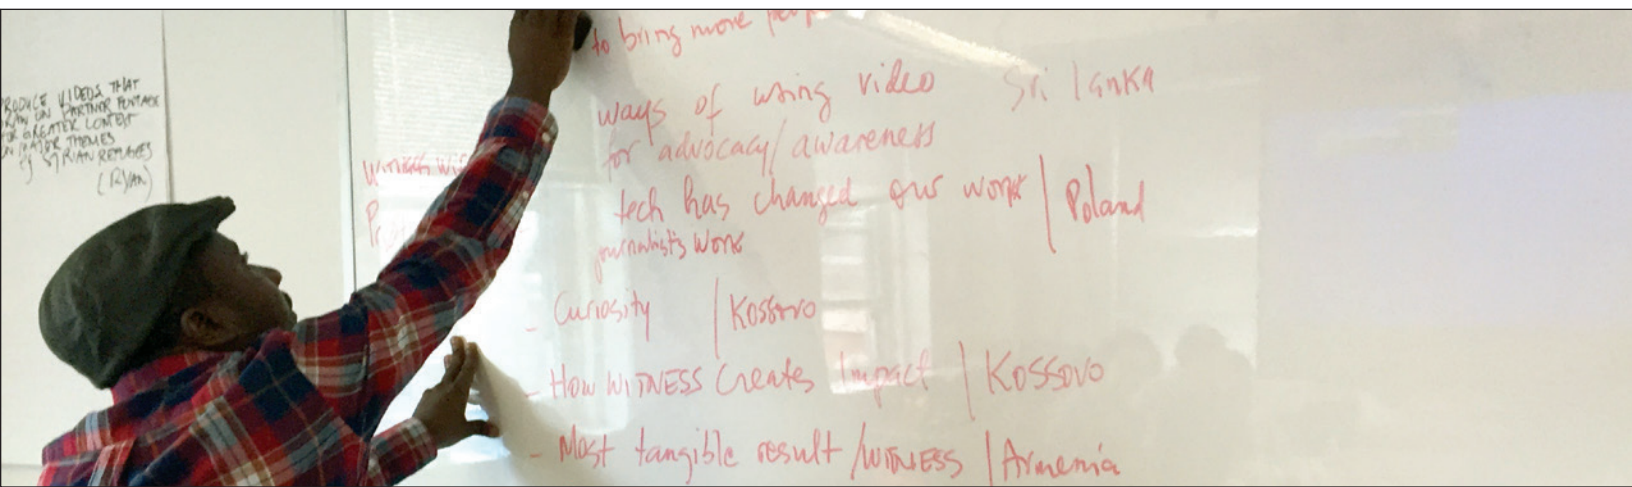 PRODUCE VIDEOS THAT
DRAW ON PARTNER FOOTAGE
FOR GREATER CONTEXT
ON MAJOR THEMES
SYRIAN REFUGEES
(RYAN)
to bring more
ways of using video Sri lanka
for advocacy/awareness
tech has changed our work | Poland
journalists work
- Curiosity | Kossovo
- How WITNESS Creates Impact | KOSSOVO
- Most tangible result /WITNESS | Armenia